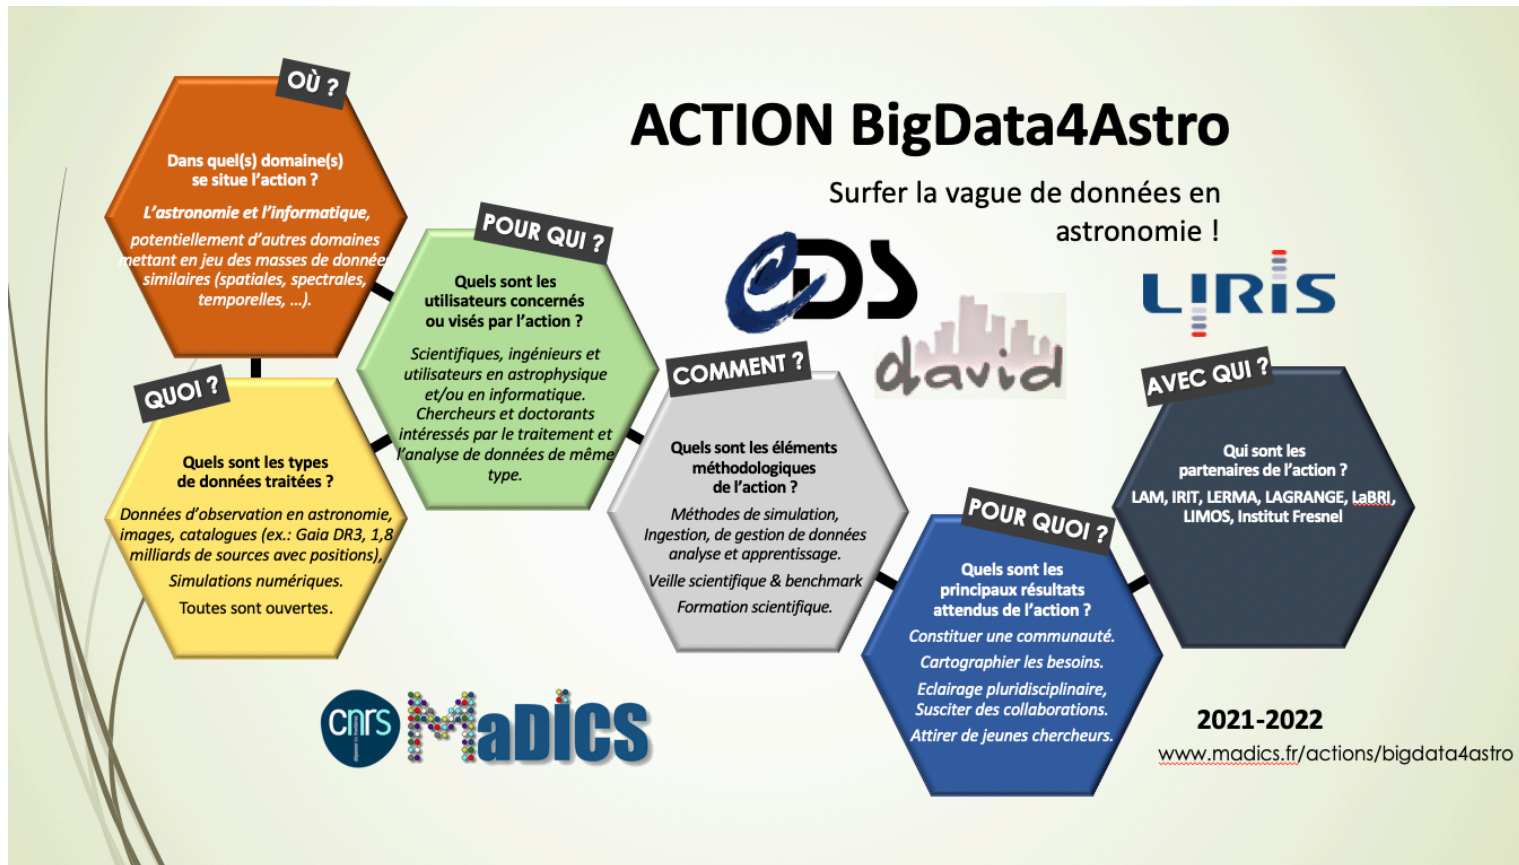 ACTION BigData4Astro
Surfer la vague de données en
astronomie !
OÙ ?
Dans quel(s) domaine(s)
se situe l'action ?
L'astronomie et l'informatique,
potentiellement d'autres domaines
mettant en jeu des masses de données
similaires (spatiales, spectrales,
temporelles, ...).
QUOI ?
Quels sont les types
de données traitées ?
Données d'observation en astronomie,
images, catalogues (ex.: Gaia DR3, 1,8
milliards de sources avec positions),
Simulations numériques.
Toutes sont ouvertes.
POUR QUI ?
Quels sont les
utilisateurs concernés
ou visés par l'action ?
Scientifiques, ingénieurs et
utilisateurs en astrophysique
et/ou en informatique.
Chercheurs et doctorants
intéressés par le traitement et
l'analyse de données de même
type.
COMMENT ?
Quels sont les éléments
méthodologiques
de l'action ?
Méthodes de simulation,
Ingestion, de gestion de données
analyse et apprentissage.
Veille scientifique & benchmark
Formation scientifique.
POUR QUOI ?
Quels sont les
principaux résultats
attendus de l'action ?
Constituer une communauté.
Cartographier les besoins.
Eclairage pluridisciplinaire,
Susciter des collaborations.
Attirer de jeunes chercheurs.
AVEC QUI ?
Qui sont les
partenaires de l'action ?
LAM, IRIT, LERMA, LAGRANGE, LaBRI,
LIMOS, Institut Fresnel
CDS
david
LIRIS
cnrs
MaDICS
2021-2022
www.madics.fr/actions/bigdata4astro